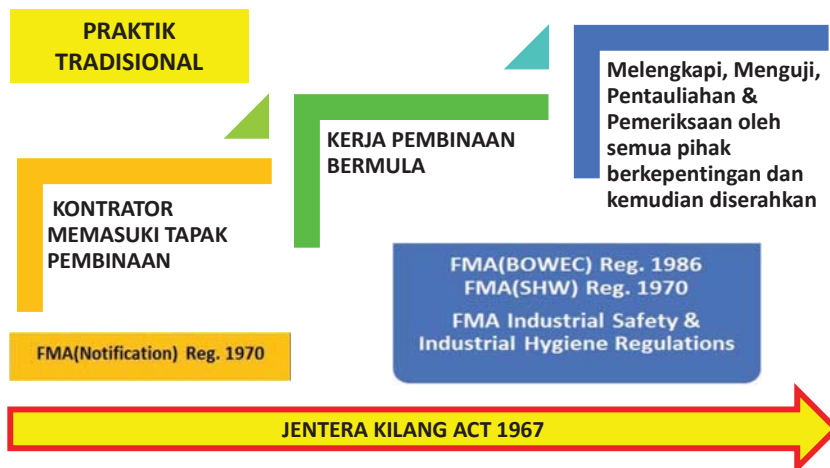 PRAKTIK
TRADISIONAL
KONTRATOR
MEMASUKI TAPAK
PEMBINAAN
KERJA PEMBINAAN
BERMULA
Melengkapi, Menguji,
Pentauliahan &
Pemeriksaan oleh
semua pihak
berkepentingan dan
kemudian diserahkan
FMA(Notification) Reg. 1970
FMA(BOWEC) Reg. 1986
FMA(SHW) Reg. 1970
FMA Industrial Safety &
Industrial Hygiene Regulations
JENTERA KILANG ACT 1967